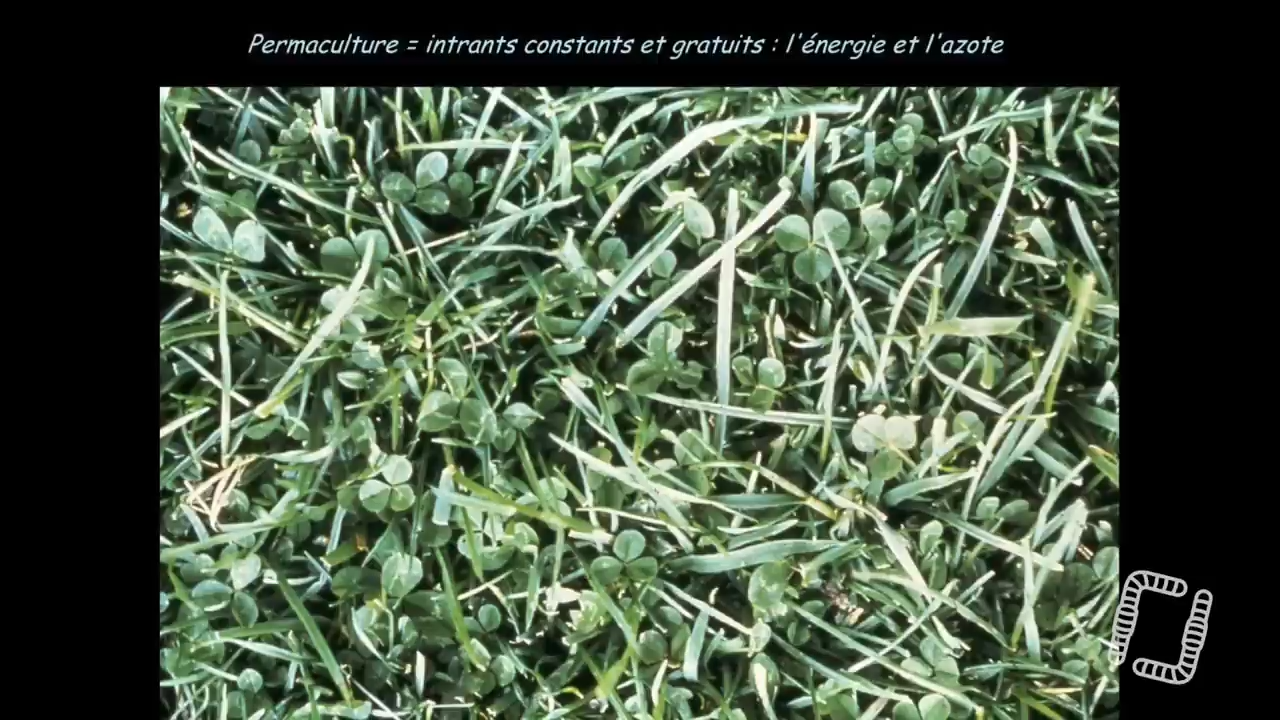 Permaculture = intrants constants et gratuits : l'énergie et l'azote